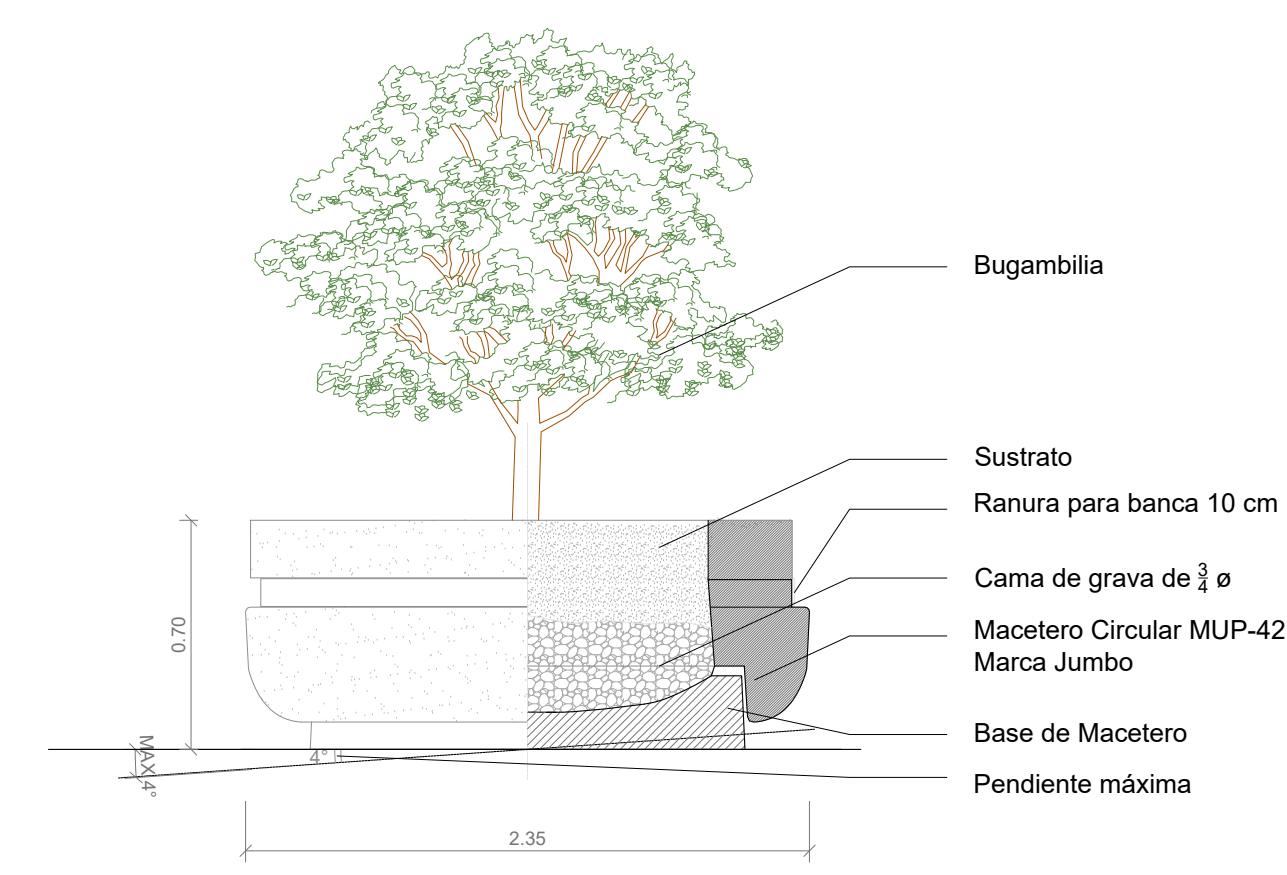 Bugambilia
Sustrato
Ranura para banca 10 cm
Cama de grava de 3/4 ø
Macetero Circular MUP-42
Marca Jumbo
Base de Macetero
Pendiente máxima
0.70
MAX 4°
4°
2.35